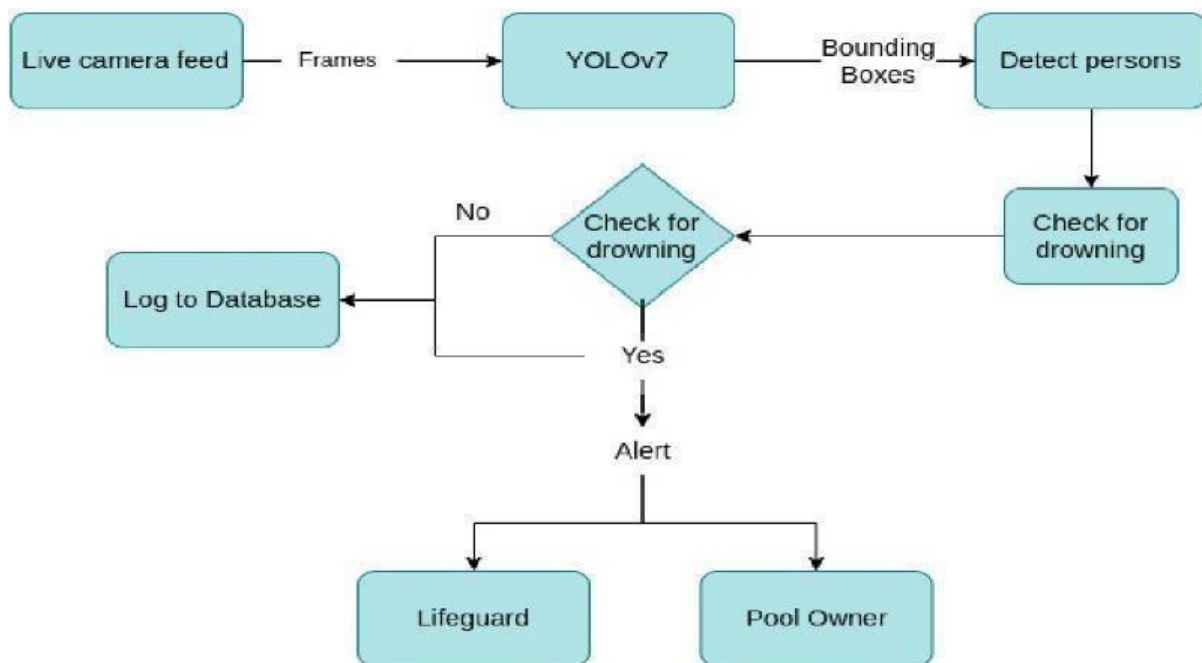 Live camera feed
Frames
YOLOv7
Bounding
Boxes
Detect persons
No
Check for
drowning
Check for
drowning
Log to Database
Yes
Alert
Lifeguard
Pool Owner